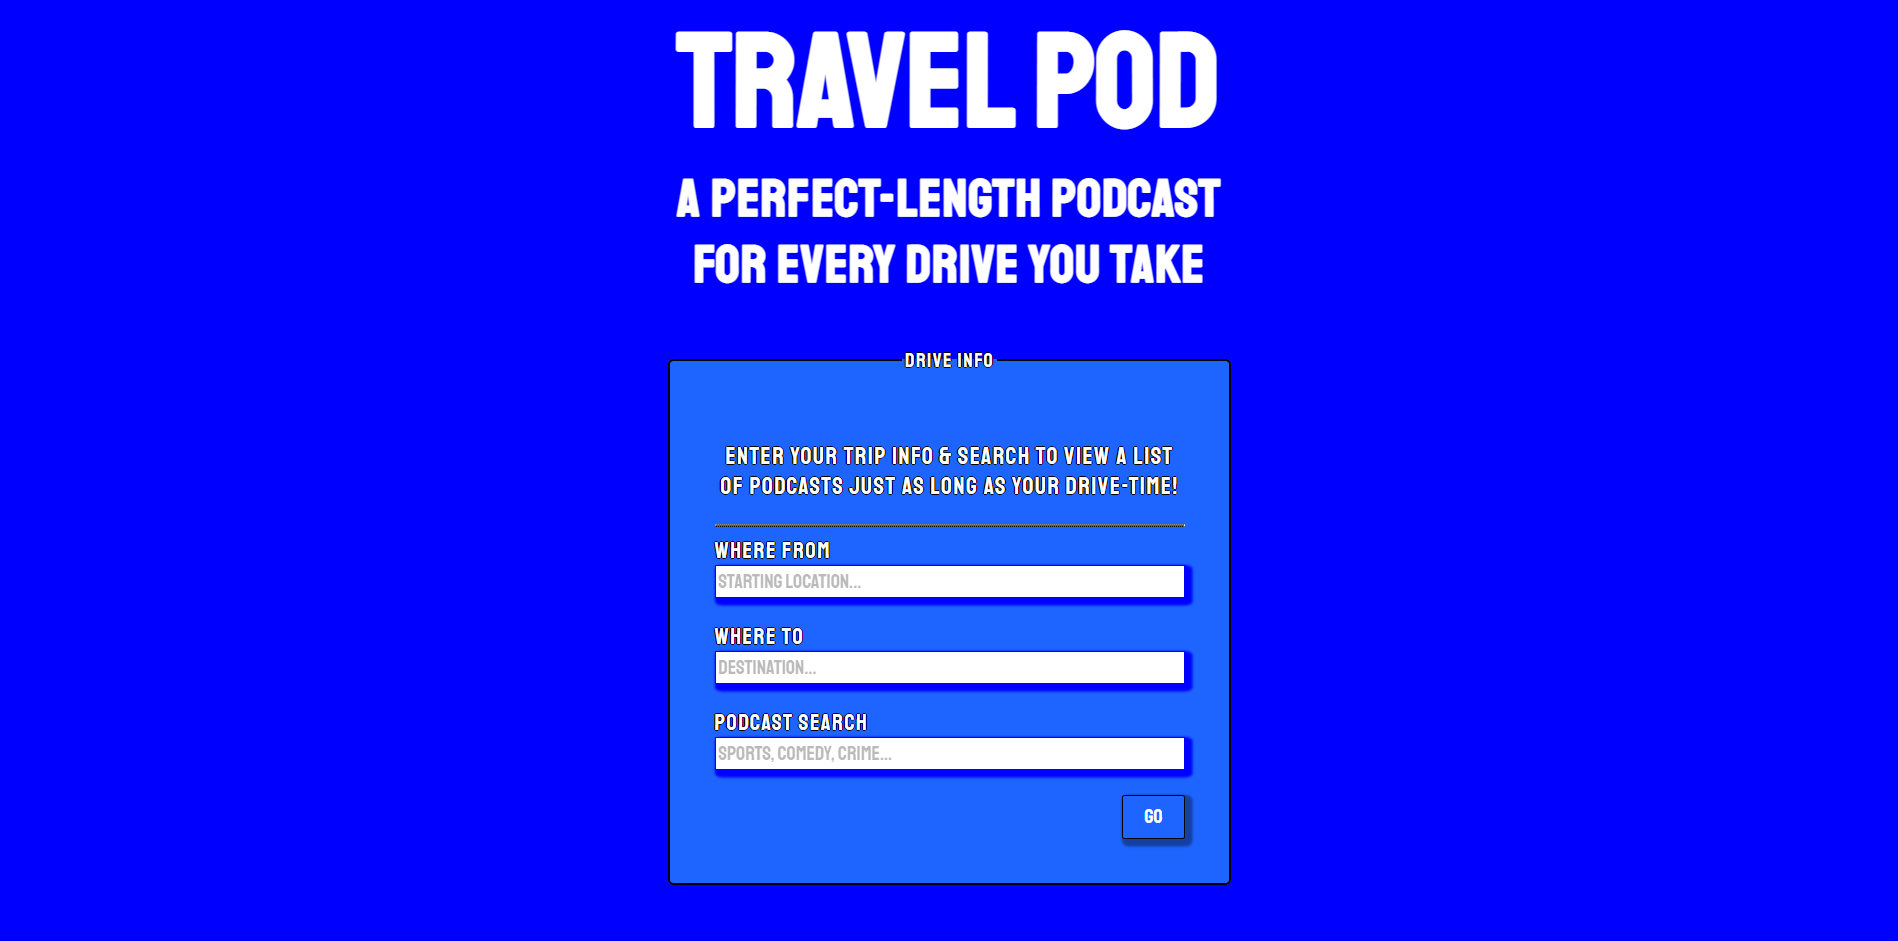 TRAVEL POD
A PERFECT-LENGTH PODCAST
FOR EVERY DRIVE YOU TAKE
DRIVE INFO
ENTER YOUR TRIP INFO & SEARCH TO VIEW A LIST
OF PODCASTS JUST AS LONG AS YOUR DRIVE-TIME!
WHERE FROM
STARTING LOCATION...
WHERE TO
DESTINATION...
PODCAST SEARCH
SPORTS, COMEDY, CRIME...
GO